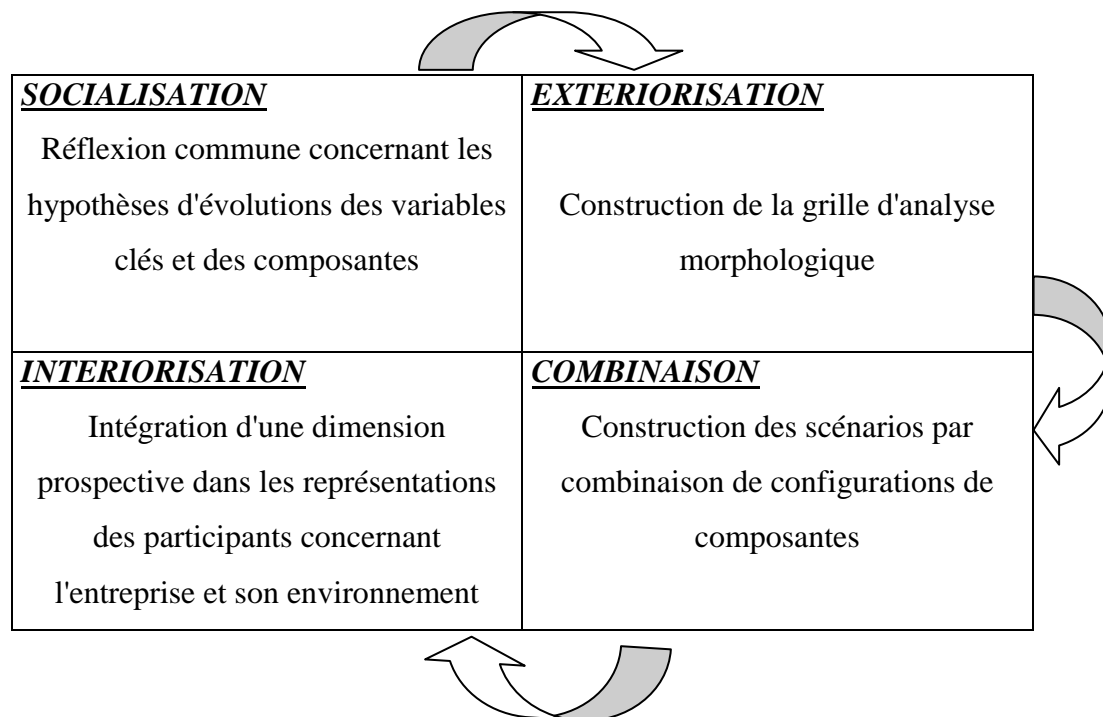 SOCIALISATION
Réflexion commune concernant les
hypothèses d'évolutions des variables
clés et des composantes
EXTERIORISATION
Construction de la grille d'analyse
morphologique
INTERIORISATION
Intégration d'une dimension
prospective dans les représentations
des participants concernant
l'entreprise et son environnement
COMBINAISON
Construction des scénarios par
combinaison de configurations de
composantes